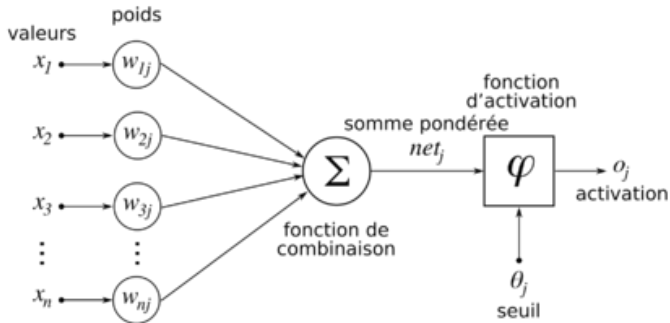 poids
valeurs
x1
w1j
x2
w2j
x3
w3j
⋮ ⋮
xn
wnj
Σ
fonction de
combinaison
somme pondérée
netj
fonction
d'activation
φ
oj
activation
θj
seuil